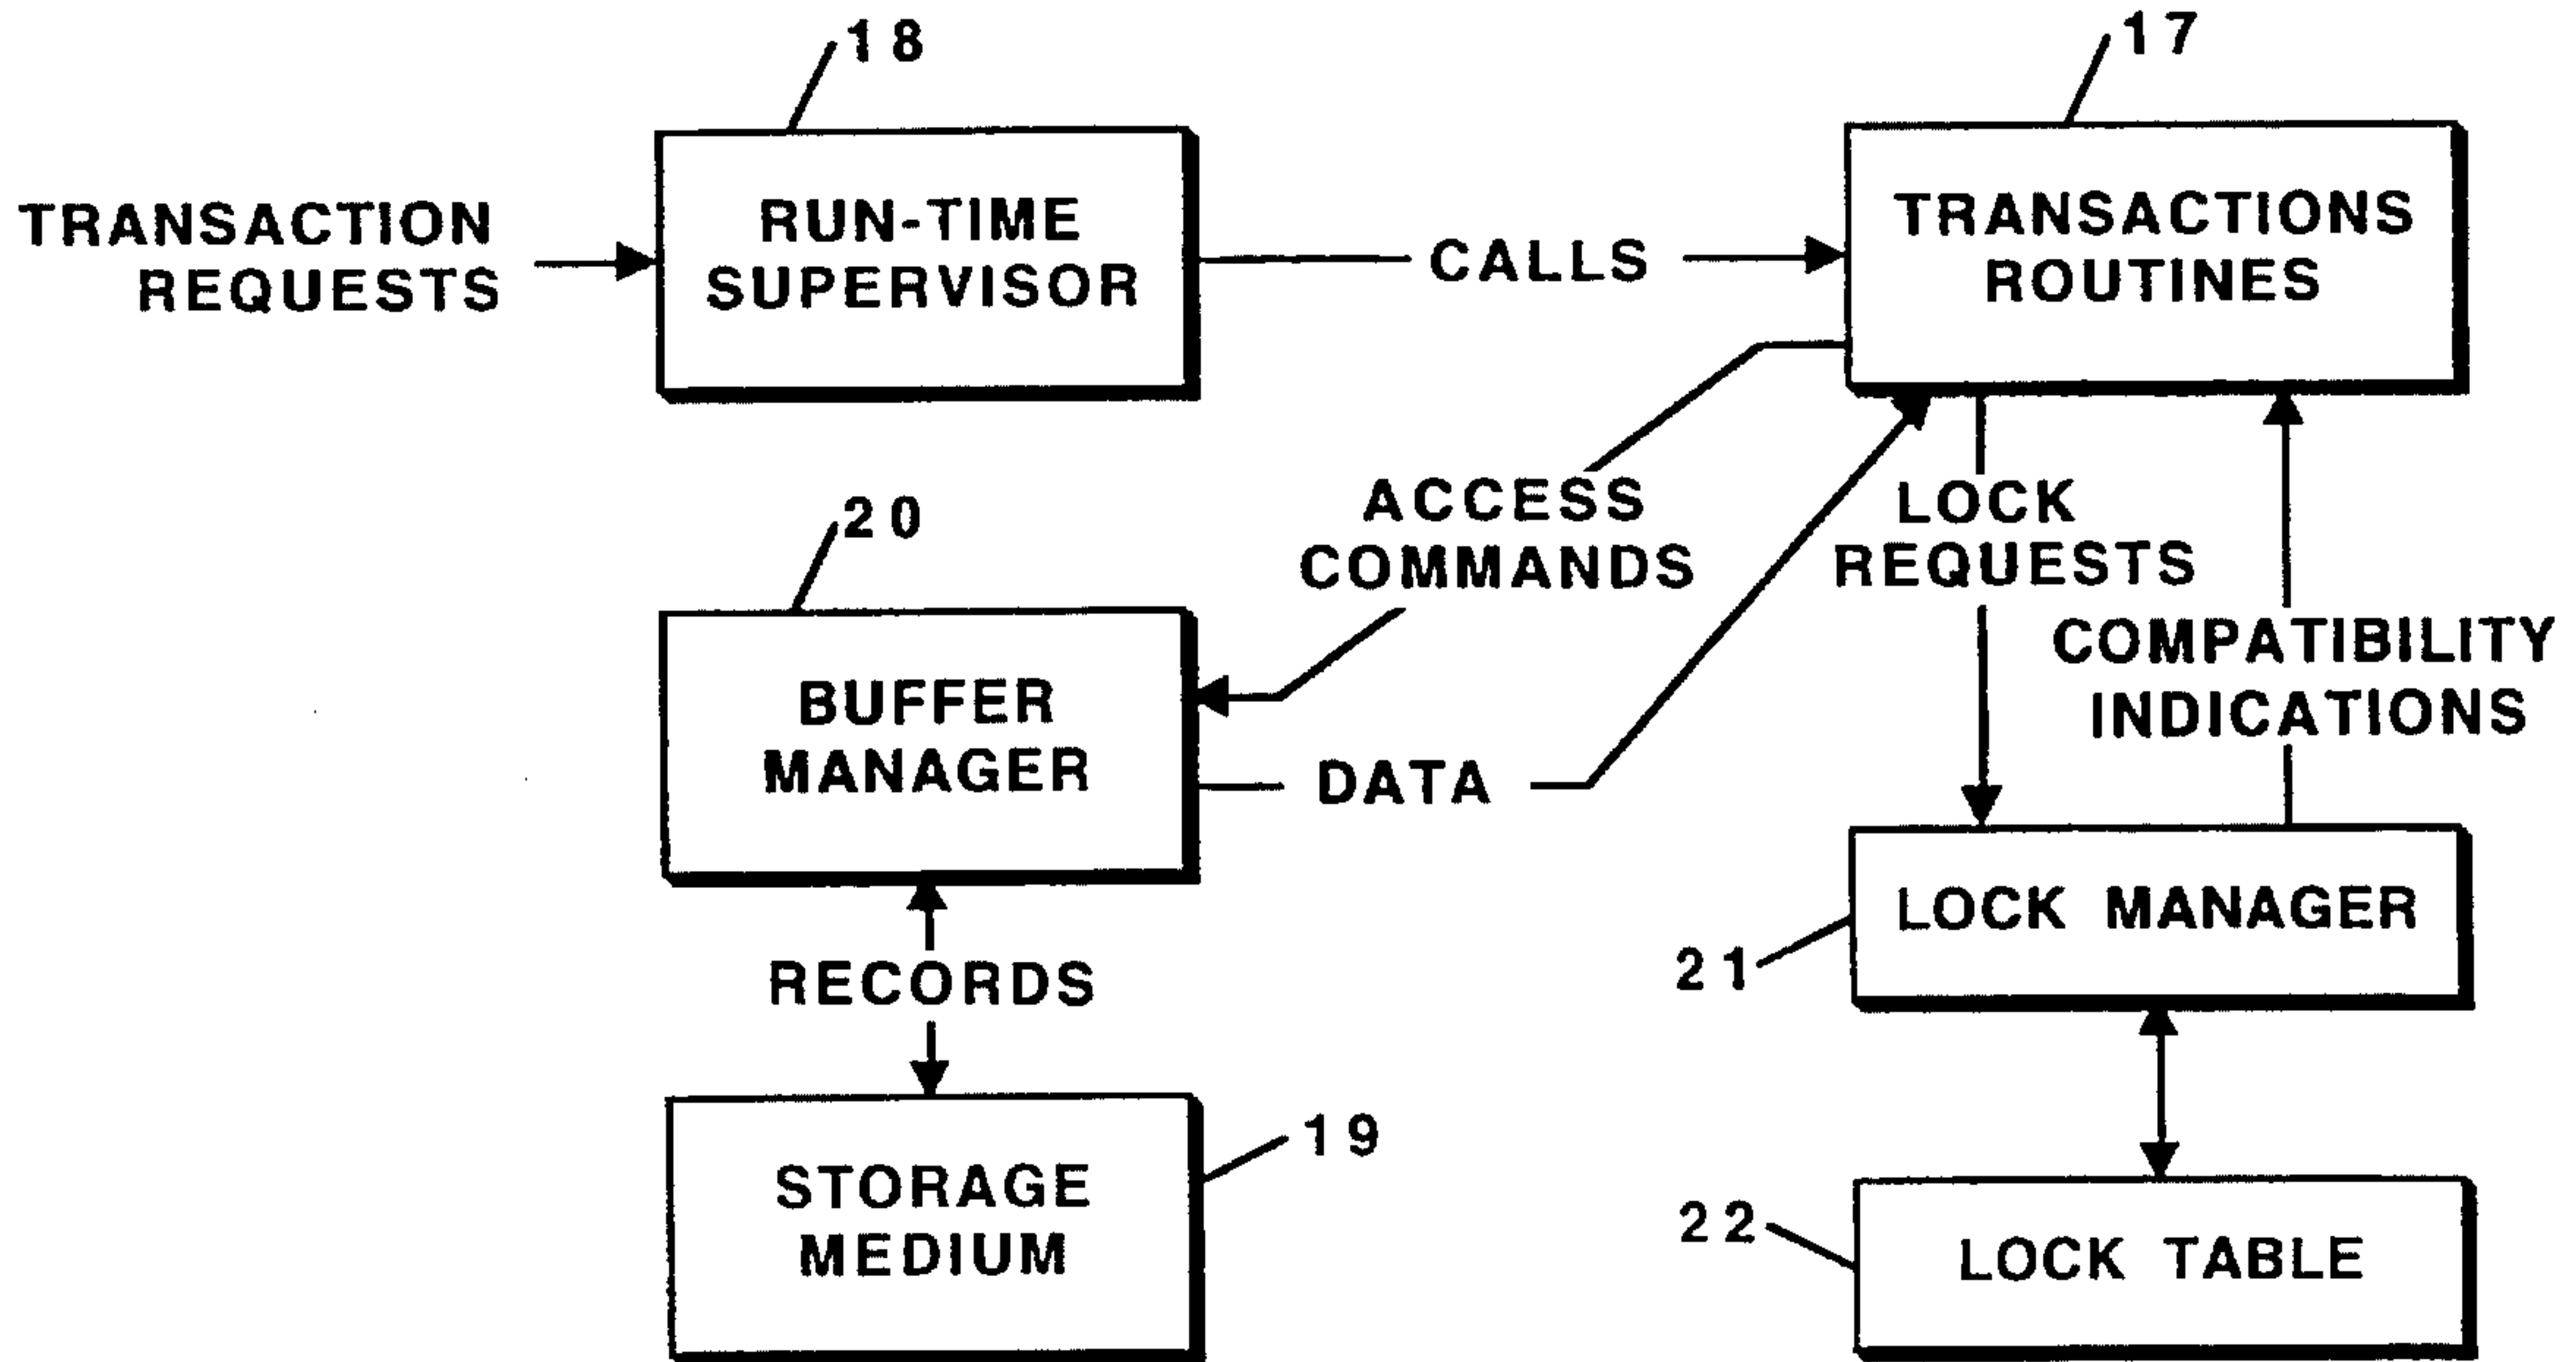 18
17
TRANSACTION
REQUESTS
RUN-TIME
SUPERVISOR
CALLS
TRANSACTIONS
ROUTINES
20
ACCESS
COMMANDS
LOCK
REQUESTS
COMPATIBILITY
INDICATIONS
BUFFER
MANAGER
DATA
LOCK MANAGER
21
RECORDS
STORAGE
MEDIUM
19
22
LOCK TABLE